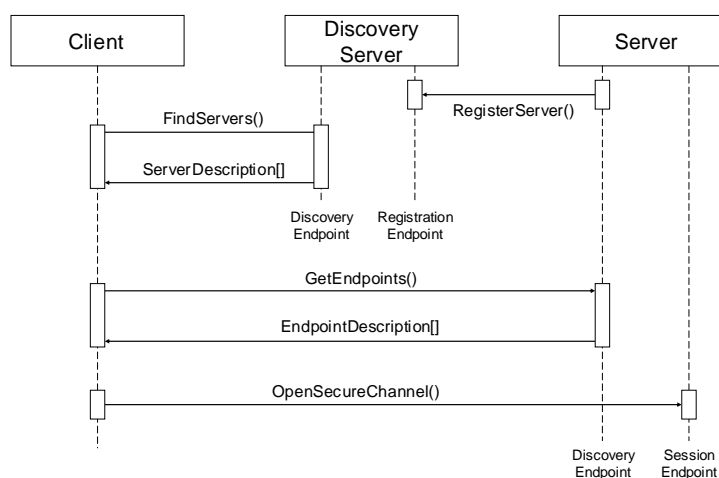 Client
Discovery
Server
Server
RegisterServer()
FindServers()
ServerDescription[]
Discovery
Endpoint
Registration
Endpoint
GetEndpoints()
EndpointDescription[]
OpenSecureChannel()
Discovery
Endpoint
Session
Endpoint